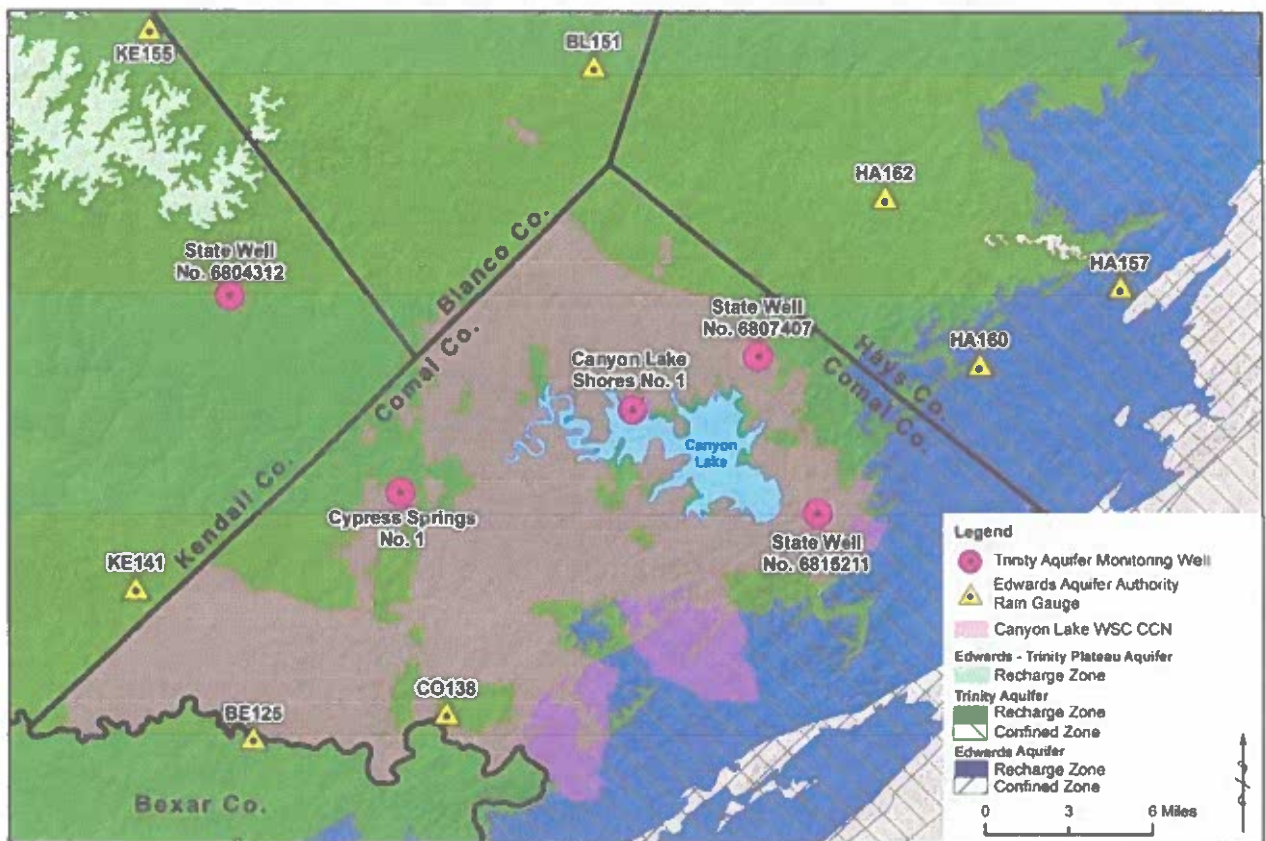 KE155
BL151
HA162
State Well
No. 6804312
Blanco Co.
HA157
State Well
No. 6807407
HA160
Canyon Lake
Shores No. 1
Comal Co.
Hays Co.
Comal Co.
Canyon
Lake
Kendall Co.
Cypress Springs
No. 1
State Well
No. 6815211
KE141
CO138
BE125
Bexar Co.
Legend
Trinity Aquifer Monitoring Well
Edwards Aquifer Authority
Rain Gauge
Canyon Lake WSC CCN
Edwards - Trinity Plateau Aquifer
Recharge Zone
Trinity Aquifer
Recharge Zone
Confined Zone
Edwards Aquifer
Recharge Zone
Confined Zone
0 3 6 Miles